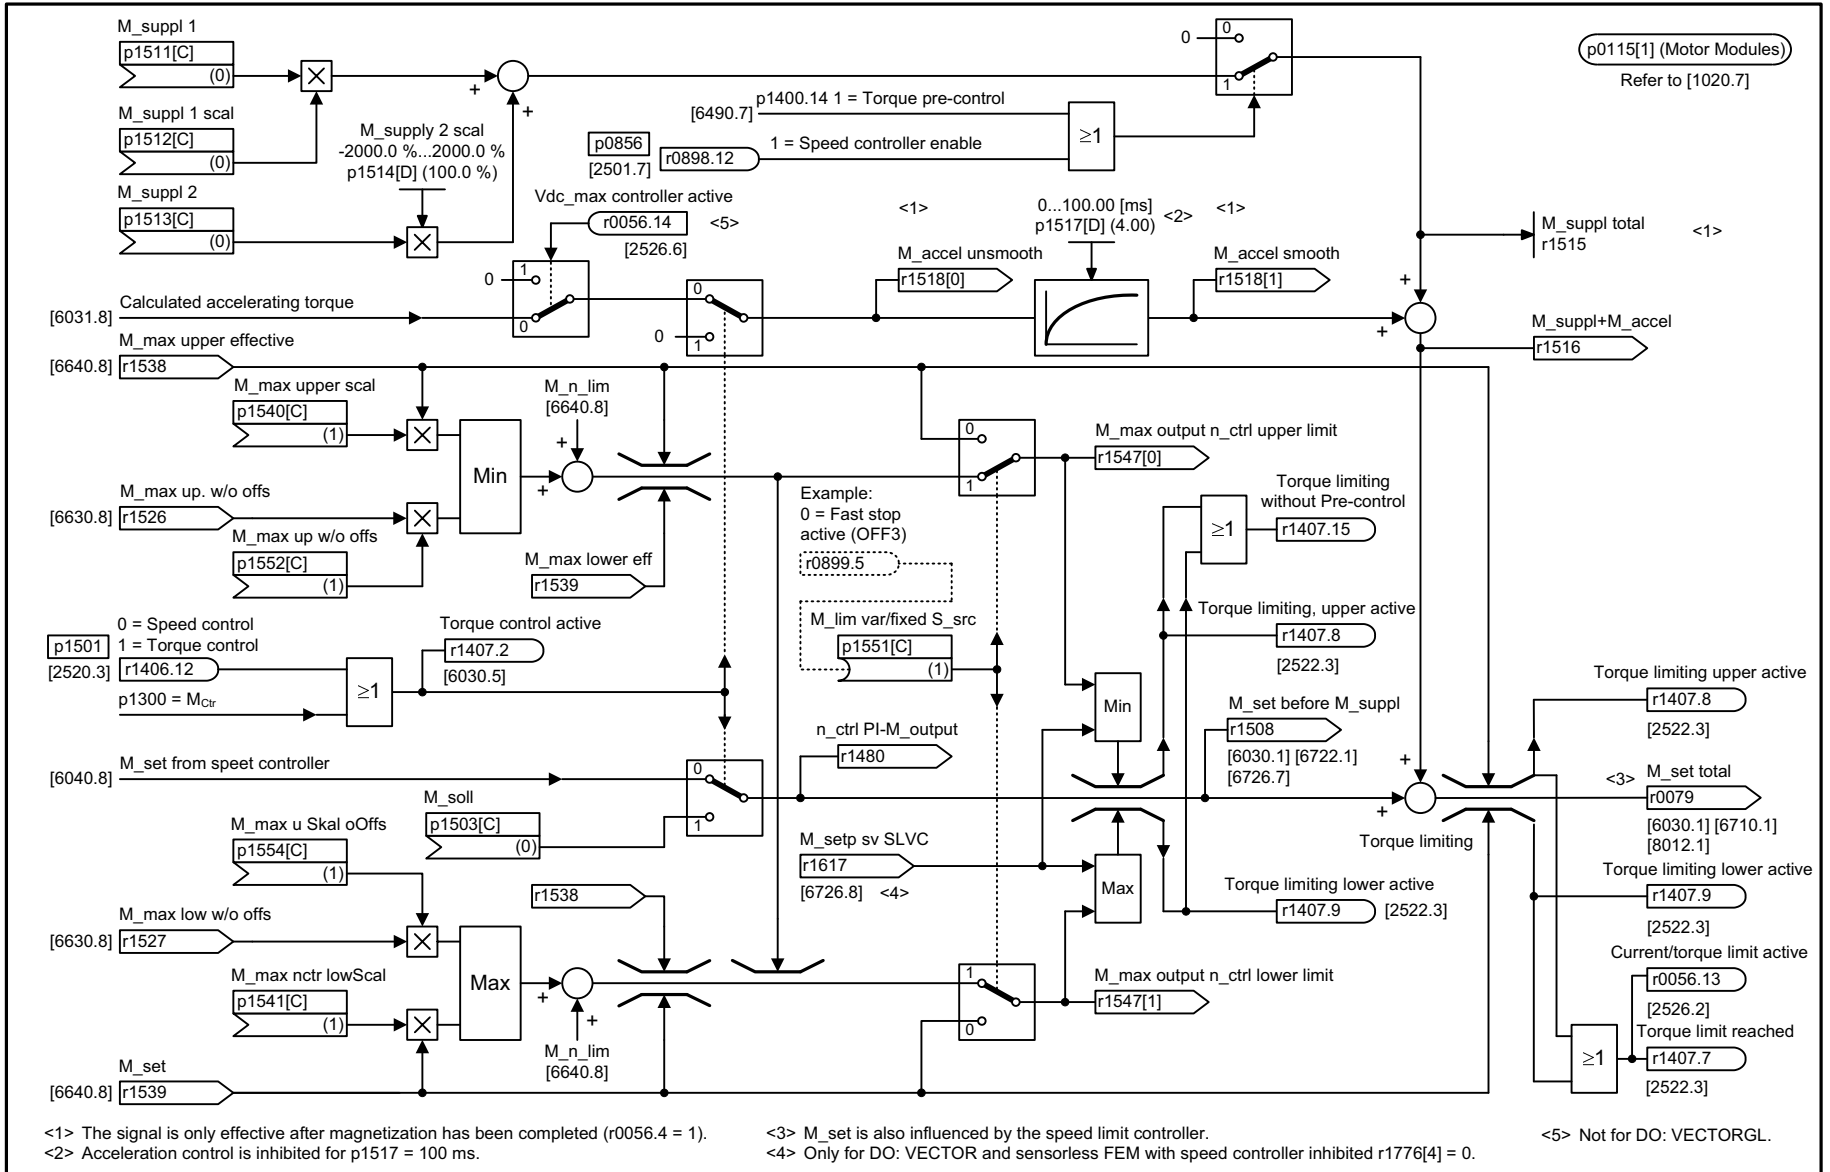 M_suppl 1
p1511[C]
(0)
M_suppl 1 scal
p1512[C]
(0)
M_suppl 2
p1513[C]
(0)
M_supply 2 scal
-2000.0 %...2000.0 %
p1514[D] (100.0 %)
+
+
0
0
1
p0115[1] (Motor Modules)
Refer to [1020.7]
p1400.14 1 = Torque pre-control
[6490.7]
p0856
[2501.7]
r0898.12
1 = Speed controller enable
≥1
Vdc_max controller active
r0056.14
<5>
[2526.6]
0
1
0
0
0
1
<1>
M_accel unsmooth
r1518[0]
0...100.00 [ms]
p1517[D] (4.00)
<2>
<1>
M_accel smooth
r1518[1]
M_suppl total
r1515
<1>
+
+
M_suppl+M_accel
r1516
Calculated accelerating torque
[6031.8]
M_max upper effective
[6640.8]
r1538
M_max upper scal
p1540[C]
(1)
M_max up. w/o offs
[6630.8]
r1526
M_max up w/o offs
p1552[C]
(1)
Min
M_n_lim
[6640.8]
+
+
M_max lower eff
r1539
0
1
M_max output n_ctrl upper limit
r1547[0]
Example:
0 = Fast stop
active (OFF3)
r0899.5
M_lim var/fixed S_src
p1551[C]
(1)
Torque limiting
without Pre-control
≥1
r1407.15
Torque limiting, upper active
r1407.8
[2522.3]
0 = Speed control
1 = Torque control
p1501
[2520.3]
r1406.12
p1300 = MCtr
≥1
Torque control active
r1407.2
[6030.5]
M_set from speet controller
[6040.8]
M_soll
p1503[C]
(0)
0
1
n_ctrl PI-M_output
r1480
Min
Max
M_set before M_suppl
r1508
[6030.1] [6722.1]
[6726.7]
+
+
Torque limiting
Torque limiting upper active
r1407.8
[2522.3]
<3>
M_set total
r0079
[6030.1] [6710.1]
[8012.1]
Torque limiting lower active
r1407.9
[2522.3]
Current/torque limit active
r0056.13
[2526.2]
Torque limit reached
≥1
r1407.7
[2522.3]
M_setp sv SLVC
r1617
[6726.8]
<4>
Torque limiting lower active
r1407.9
[2522.3]
M_max u Skal oOffs
p1554[C]
(1)
M_max low w/o offs
[6630.8]
r1527
M_max nctr lowScal
p1541[C]
(1)
Max
r1538
+
+
M_n_lim
[6640.8]
1
0
M_max output n_ctrl lower limit
r1547[1]
M_set
[6640.8]
r1539
<1> The signal is only effective after magnetization has been completed (r0056.4 = 1).
<2> Acceleration control is inhibited for p1517 = 100 ms.
<3> M_set is also influenced by the speed limit controller.
<4> Only for DO: VECTOR and sensorless FEM with speed controller inhibited r1776[4] = 0.
<5> Not for DO: VECTORGL.